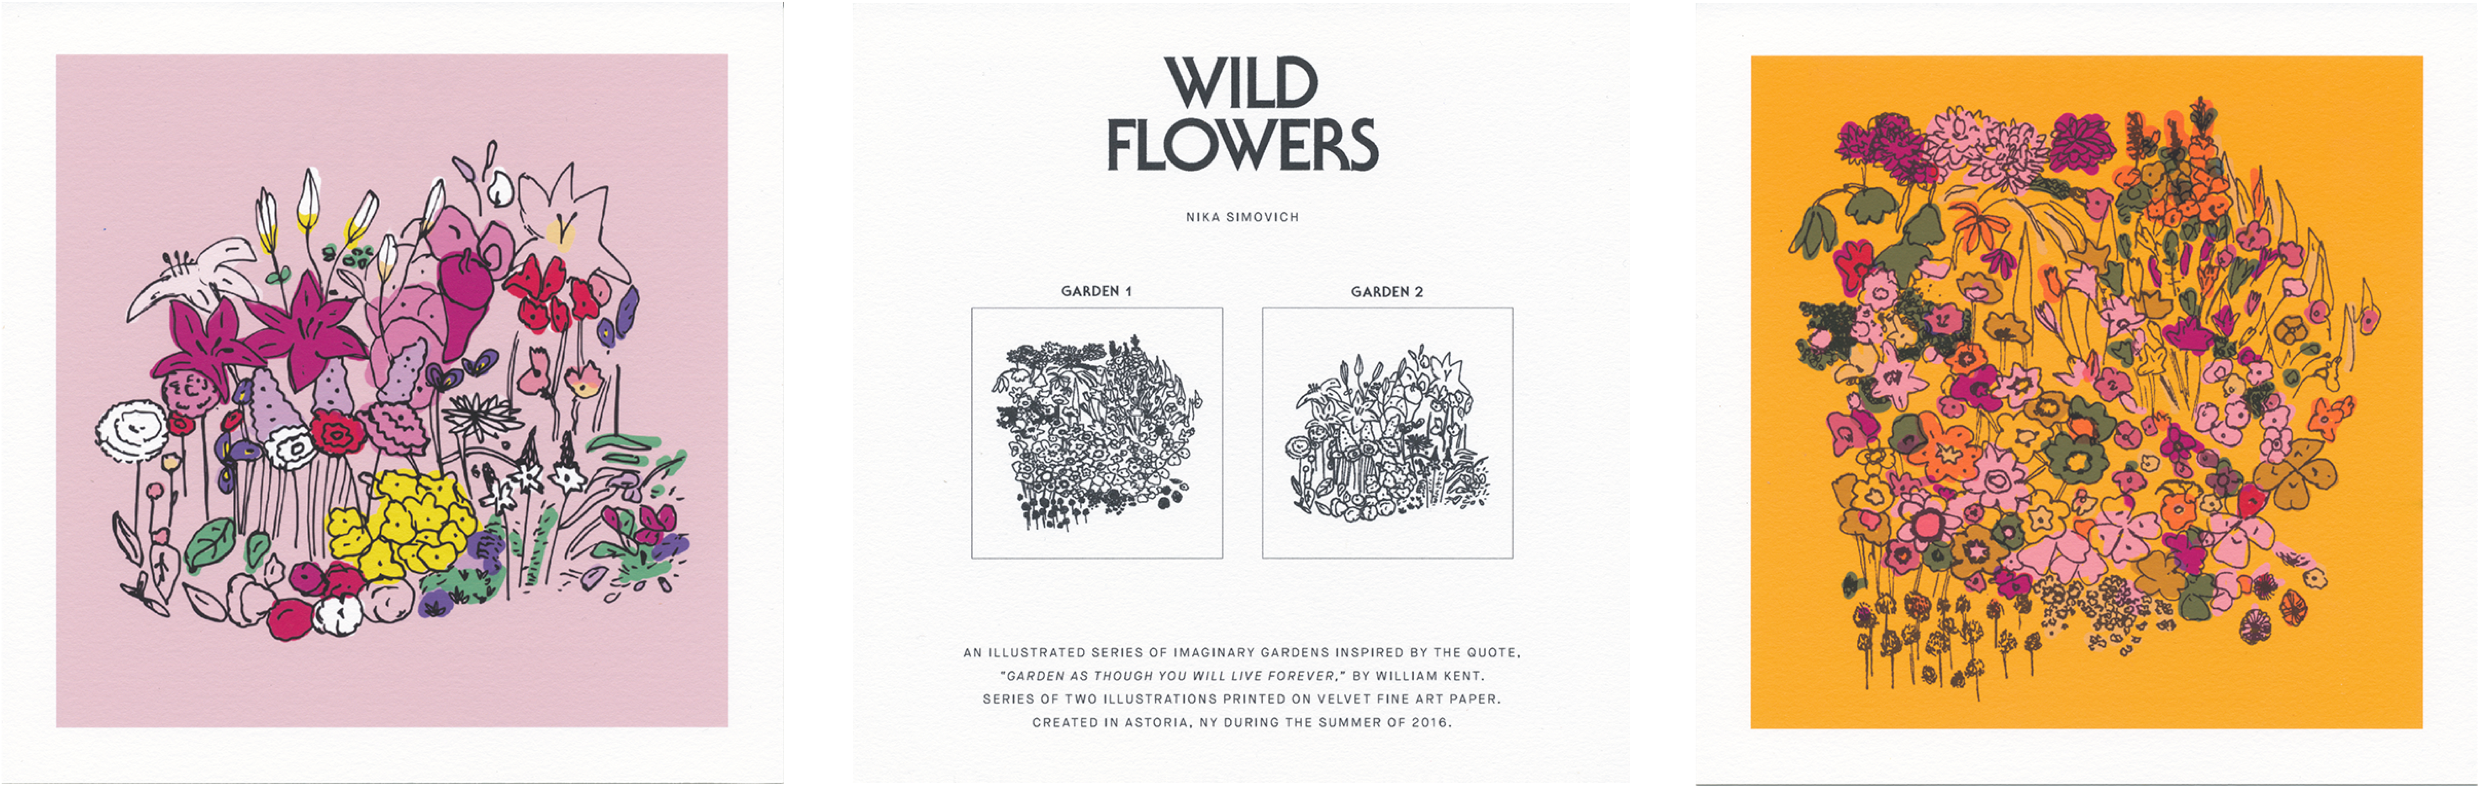 WILD
FLOWERS
NIKA SIMOVICH
GARDEN 1
GARDEN 2
AN ILLUSTRATED SERIES OF IMAGINARY GARDENS INSPIRED BY THE QUOTE,
"GARDEN AS THOUGH YOU WILL LIVE FOREVER," BY WILLIAM KENT.
SERIES OF TWO ILLUSTRATIONS PRINTED ON VELVET FINE ART PAPER.
CREATED IN ASTORIA, NY DURING THE SUMMER OF 2016.